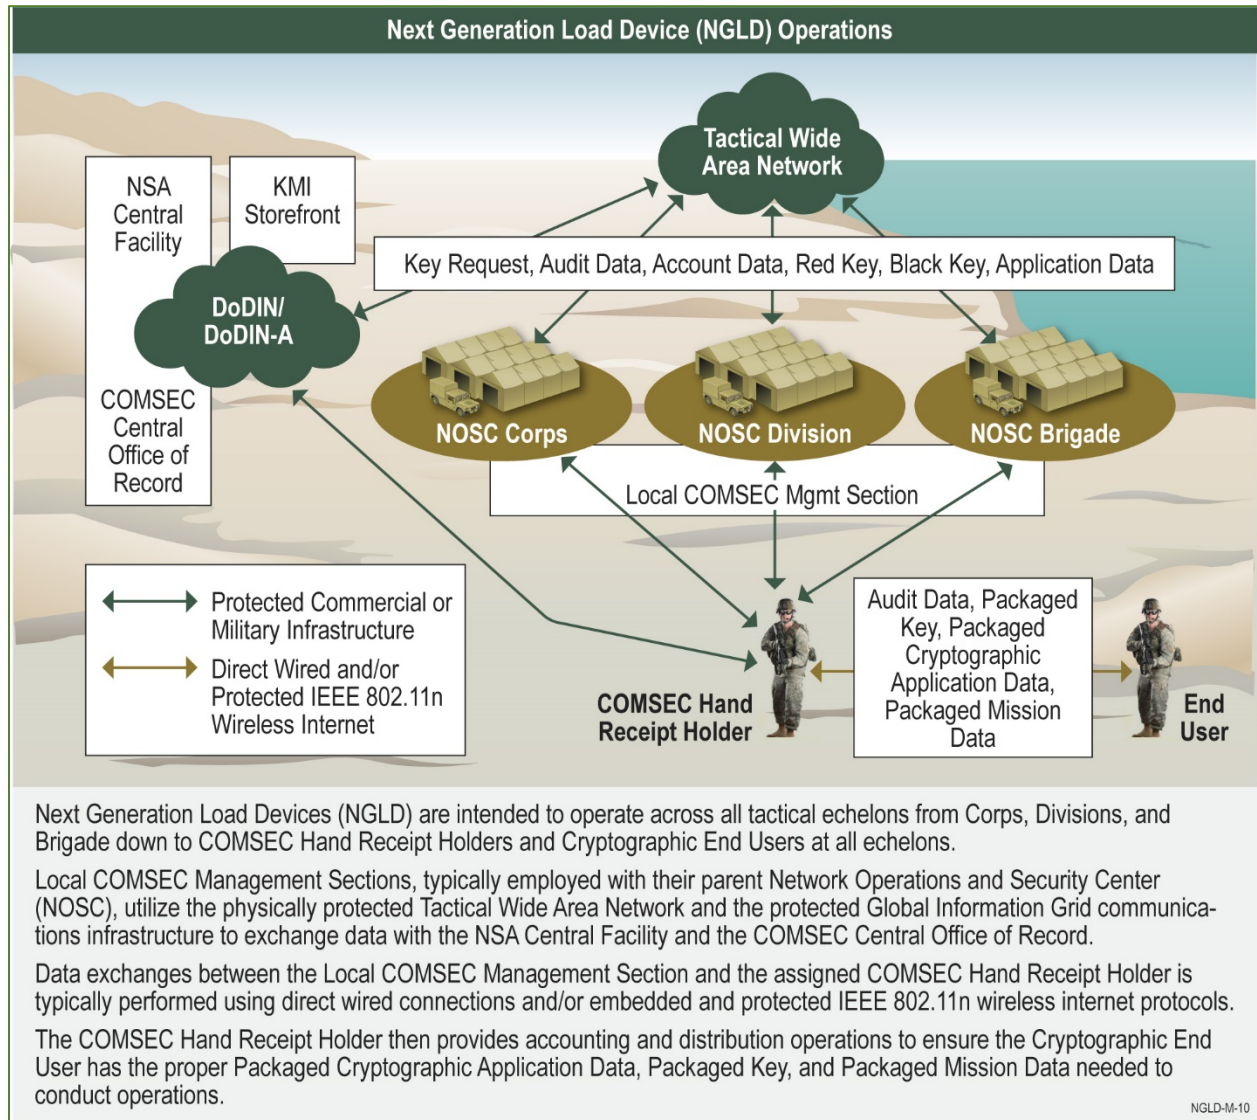 Next Generation Load Device (NGLD) Operations
Tactical Wide
Area Network
NSA
Central
Facility
KMI
Storefront
Key Request, Audit Data, Account Data, Red Key, Black Key, Application Data
DoDIN/
DoDIN-A
COMSEC
Central
Office of
Record
NOSC Corps
NOSC Division
NOSC Brigade
Local COMSEC Mgmt Section
Protected Commercial or
Military Infrastructure
Direct Wired and/or
Protected IEEE 802.11n
Wireless Internet
COMSEC Hand
Receipt Holder
Audit Data, Packaged
Key, Packaged
Cryptographic
Application Data,
Packaged Mission
Data
End
User
Next Generation Load Devices (NGLD) are intended to operate across all tactical echelons from Corps, Divisions, and
Brigade down to COMSEC Hand Receipt Holders and Cryptographic End Users at all echelons.
Local COMSEC Management Sections, typically employed with their parent Network Operations and Security Center
(NOSC), utilize the physically protected Tactical Wide Area Network and the protected Global Information Grid communica-
tions infrastructure to exchange data with the NSA Central Facility and the COMSEC Central Office of Record.
Data exchanges between the Local COMSEC Management Section and the assigned COMSEC Hand Receipt Holder is
typically performed using direct wired connections and/or embedded and protected IEEE 802.11n wireless internet protocols.
The COMSEC Hand Receipt Holder then provides accounting and distribution operations to ensure the Cryptographic End
User has the proper Packaged Cryptographic Application Data, Packaged Key, and Packaged Mission Data needed to
conduct operations.
NGLD-M-10